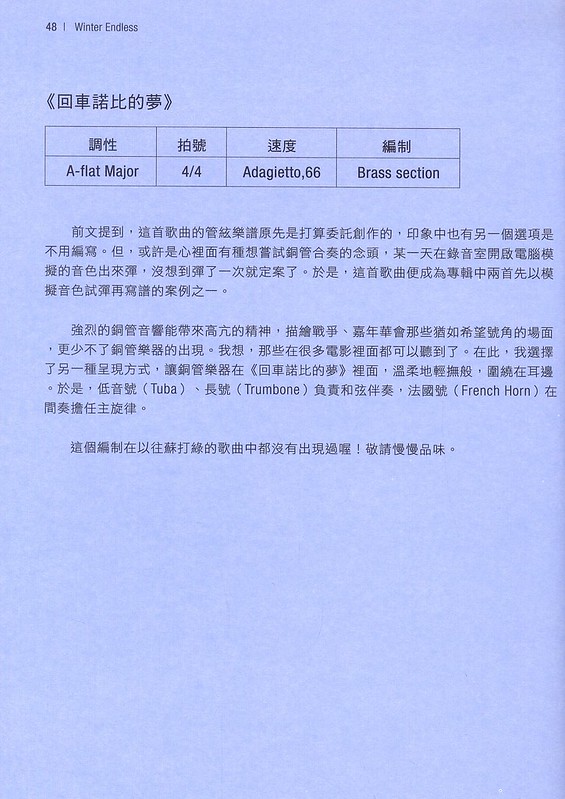 48 | Winter Endless
《回車諾比的夢》
調性 拍號 速度 編制
A-flat Major 4/4 Adagietto,66 Brass section
前文提到，這首歌曲的管絃樂譜原先是打算委託創作的，印象中也有另一個選項是
不用編寫。但，或許是心裡面有種想嘗試銅管合奏的念頭，某一天在錄音室開啟電腦模
擬的音色出來彈，沒想到彈了一次就定案了。於是，這首歌曲便成為專輯中兩首先以模
擬音色試彈再寫譜的案例之一。
強烈的銅管音響能帶來高亢的精神，描繪戰爭、嘉年華會那些猶如希望號角的場面
，更少不了銅管樂器的出現。我想，那些在很多電影裡面都可以聽到了。在此，我選擇
了另一種呈現方式，讓銅管樂器在《回車諾比的夢》裡面，溫柔地輕撫般，圍繞在耳邊
。於是，低音號（Tuba）、長號（Trumbone）負責和弦伴奏，法國號（French Horn）在
間奏擔任主旋律。
這個編制在以往蘇打綠的歌曲中都沒有出現過喔！敬請慢慢品味。